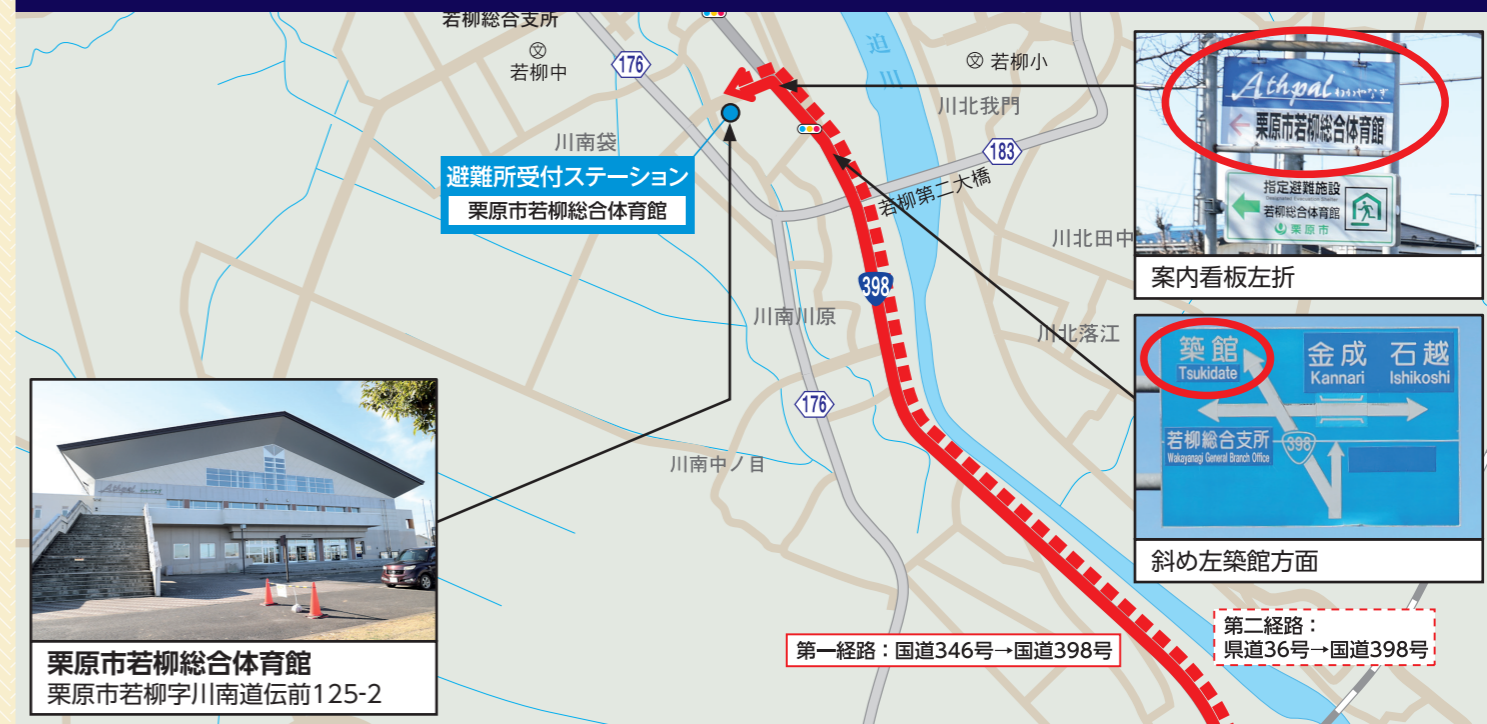 若柳総合支所
若柳中
176
迫川
若柳小
川北我門
183
川南袋
避難所受付ステーション
栗原市若柳総合体育館
若柳第二大橋
川北田中
398
川南川原
川北落江
176
川南中ノ目
Athpal わかやなぎ
栗原市若柳総合体育館
指定避難施設
若柳総合体育館
栗原市
案内看板左折
築館
Tsukidate
金成 石越
Kannari Ishikoshi
若柳総合支所
Wakayanagi General Branch Office
398
斜め左築館方面
第一経路：国道346号→国道398号
第二経路：
県道36号→国道398号
Athpal
栗原市若柳総合体育館
栗原市若柳字川南道伝前125-2